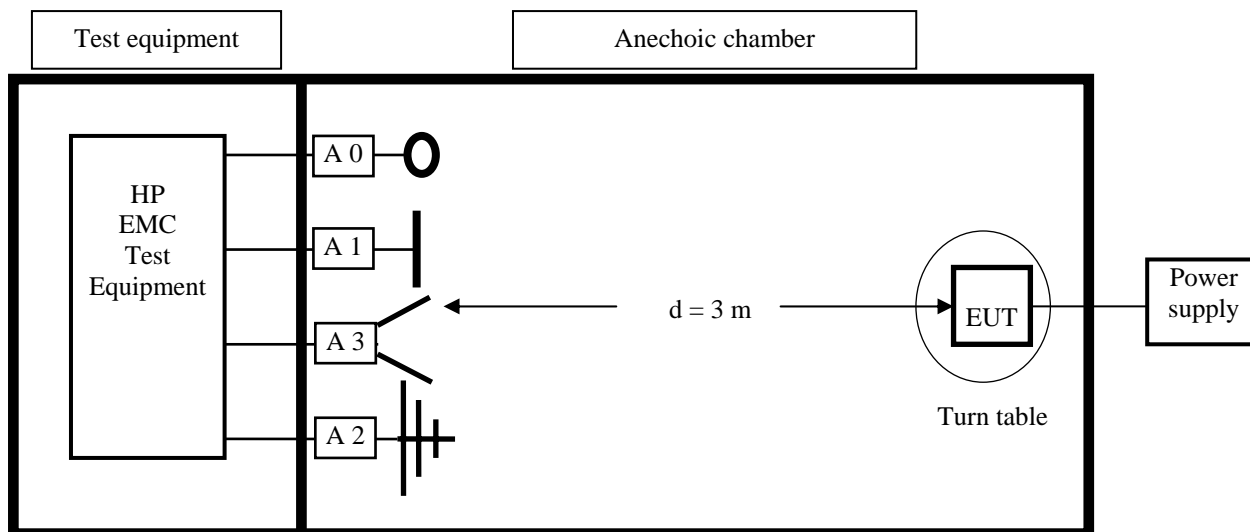 Test equipment
Anechoic chamber
HP
EMC
Test
Equipment
A 0
A 1
A 3
A 2
d = 3 m
EUT
Turn table
Power
supply